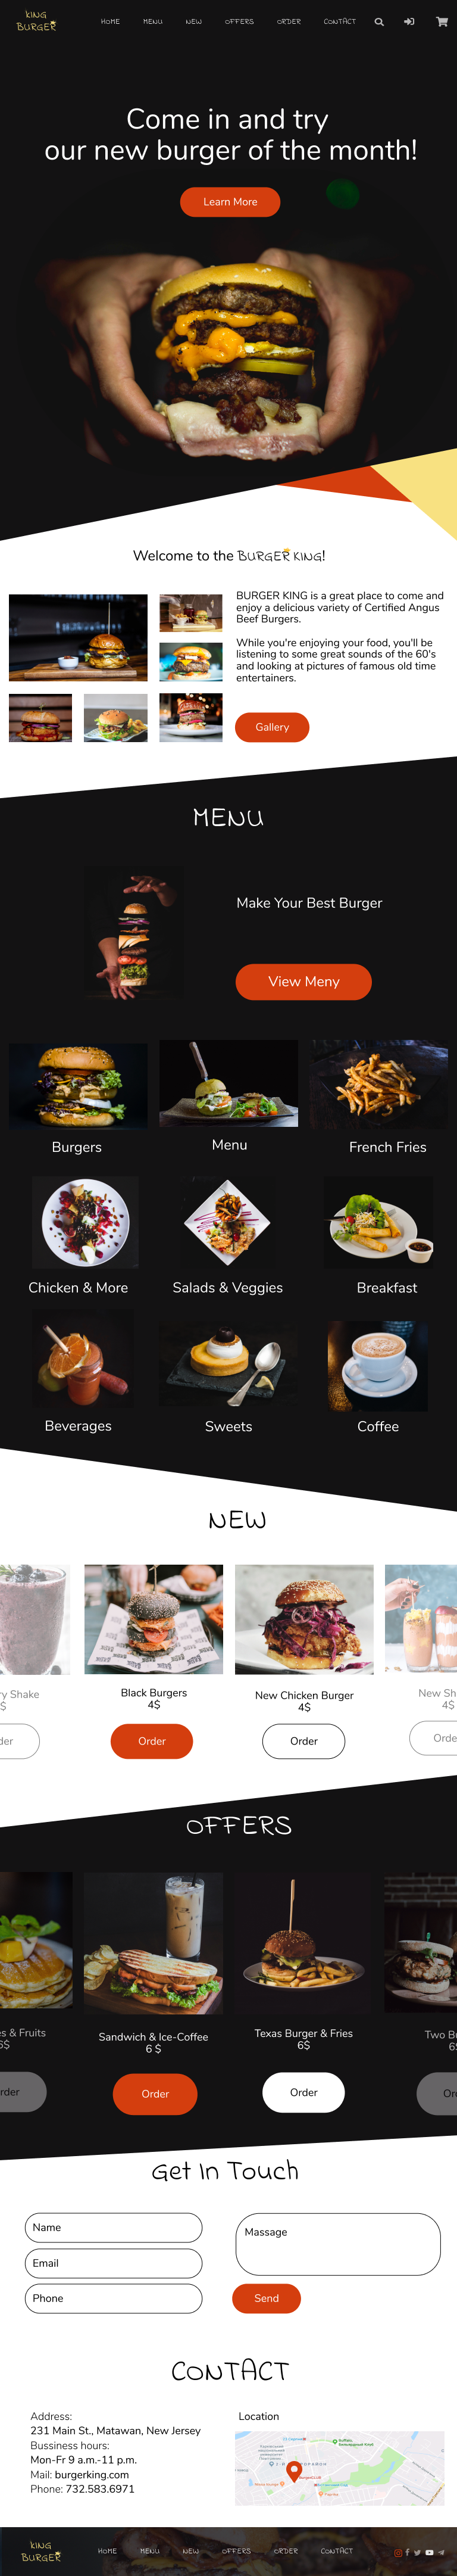 KING
BURGER
HOME MENU NEW OFFERS ORDER CONTACT
Come in and try
our new burger of the month!
Learn More
Welcome to the BURGER KING!
BURGER KING is a great place to come and
enjoy a delicious variety of Certified Angus
Beef Burgers.
While you're enjoying your food, you'll be
listening to some great sounds of the 60's
and looking at pictures of famous old time
entertainers.
Gallery
MENU
Make Your Best Burger
View Meny
Burgers
Menu
French Fries
Chicken & More
Salads & Veggies
Breakfast
Beverages
Sweets
Coffee
NEW
ry Shake
$
der
Black Burgers
4$
Order
New Chicken Burger
4$
Order
New Sh
4$
Orde
OFFERS
es & Fruits
6$
rder
Sandwich & Ice-Coffee
6 $
Order
Texas Burger & Fries
6$
Order
Two B
6$
Or
Get In Touch
Name
Email
Phone
Massage
Send
CONTACT
Address:
231 Main St., Matawan, New Jersey
Bussiness hours:
Mon-Fr 9 a.m.-11 p.m.
Mail: burgerking.com
Phone: 732.583.6971
Location
KING
BURGER
HOME MENU NEW OFFERS ORDER CONTACT